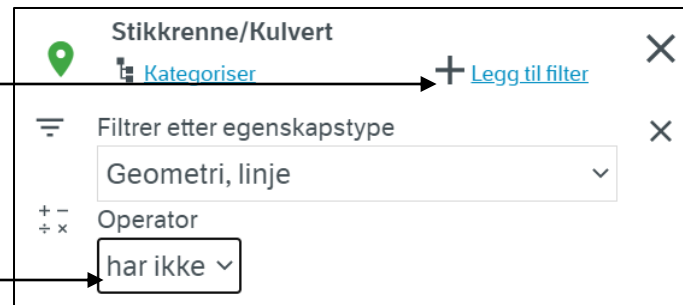 Stikkrenne/Kulvert
Kategoriser Legg til filter
Filtrer etter egenskapstype
Geometri, linje
Operator
har ikke